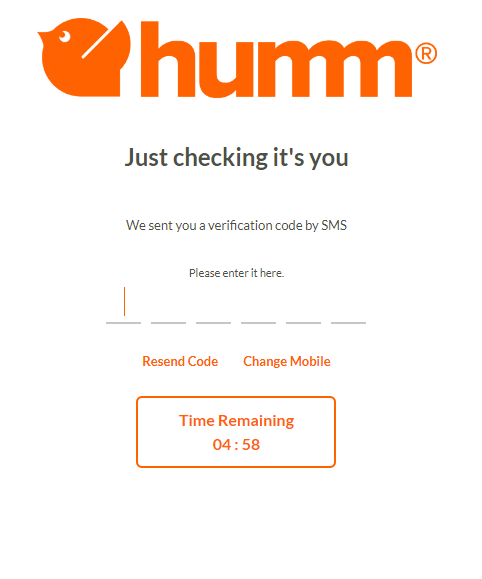 humm®
Just checking it's you
We sent you a verification code by SMS
Please enter it here.
Resend Code Change Mobile
Time Remaining
04 : 58